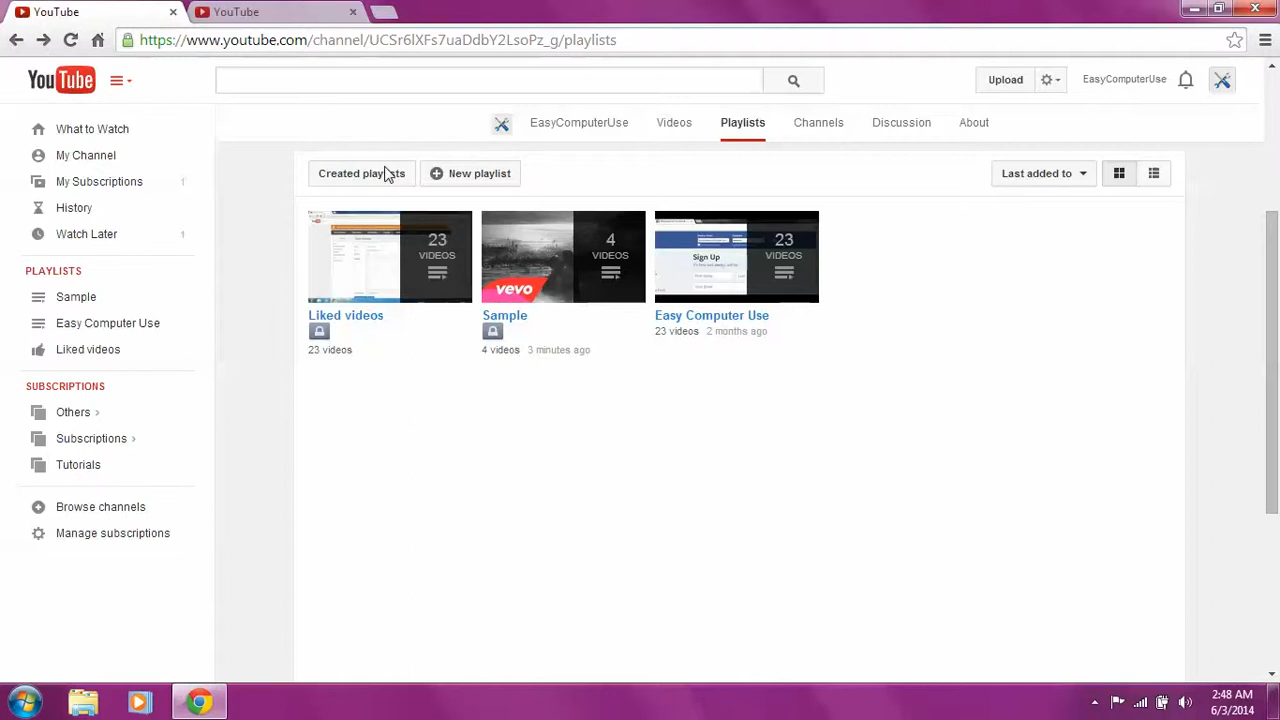 YouTube
YouTube
https://www.youtube.com/channel/UCSr6lXFs7uaDdbY2LsoPz_g/playlists
YouTube
Upload
EasyComputerUse
EasyComputerUse
Videos
Playlists
Channels
Discussion
About
What to Watch
My Channel
My Subscriptions 1
History
Watch Later 1
PLAYLISTS
Sample
Easy Computer Use
Liked videos
SUBSCRIPTIONS
Others ›
Subscriptions ›
Tutorials
Browse channels
Manage subscriptions
Created playlists
New playlist
Last added to
23
VIDEOS
Liked videos
23 videos
vevo
4
VIDEOS
Sample
4 videos 3 minutes ago
Sign Up
23
VIDEOS
Easy Computer Use
23 videos 2 months ago
2:48 AM
6/3/2014